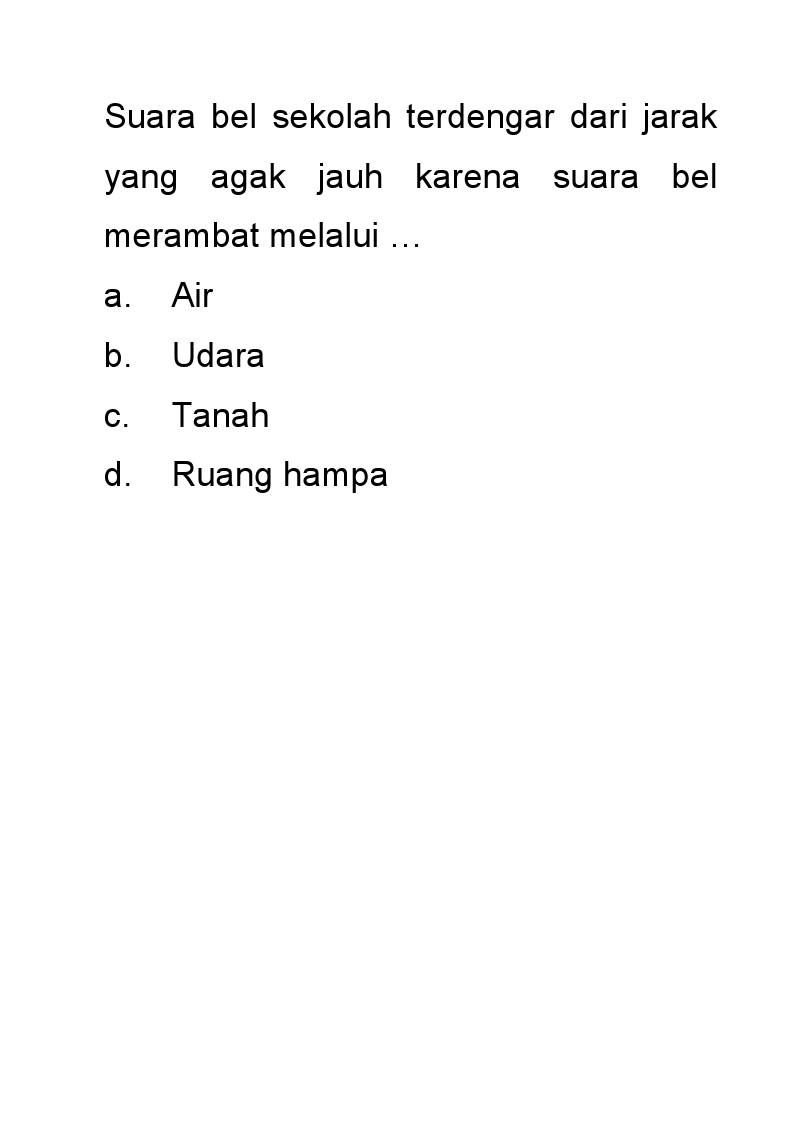 Suara bel sekolah terdengar dari jarak
yang agak jauh karena suara bel
merambat melalui …
a. Air
b. Udara
c. Tanah
d. Ruang hampa